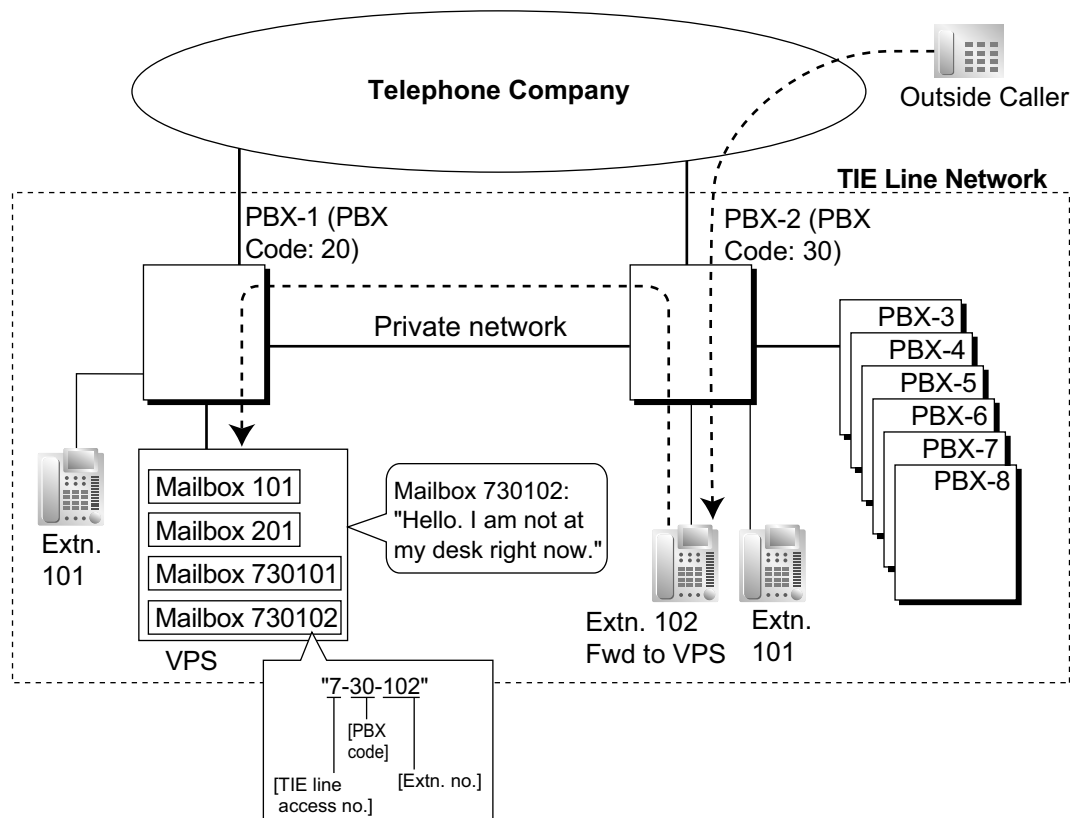 Telephone Company
Outside Caller
TIE Line Network
PBX-1 (PBX
Code: 20)
PBX-2 (PBX
Code: 30)
Private network
PBX-3
PBX-4
PBX-5
PBX-6
PBX-7
PBX-8
Extn.
101
Mailbox 101
Mailbox 201
Mailbox 730101
Mailbox 730102
VPS
Mailbox 730102:
"Hello. I am not at
my desk right now."
Extn. 102
Fwd to VPS
Extn.
101
"7-30-102"
[PBX
code]
[TIE line
access no.]
[Extn. no.]